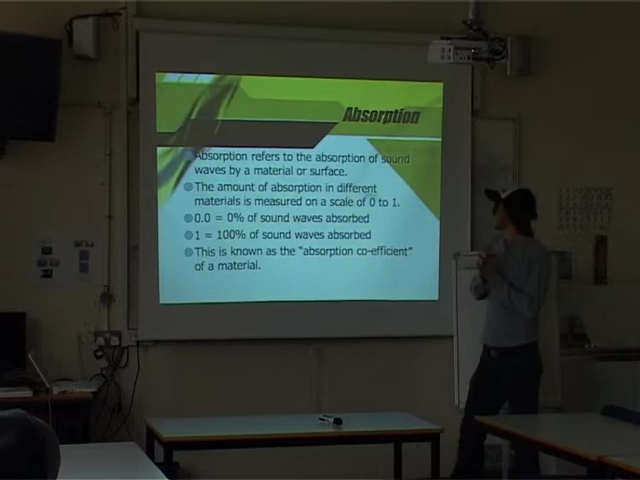 Absorption
Absorption refers to the absorption of sound
waves by a material or surface.
The amount of absorption in different
materials is measured on a scale of 0 to 1.
0.0 = 0% of sound waves absorbed
1 = 100% of sound waves absorbed
This is known as the "absorption co-efficient"
of a material.